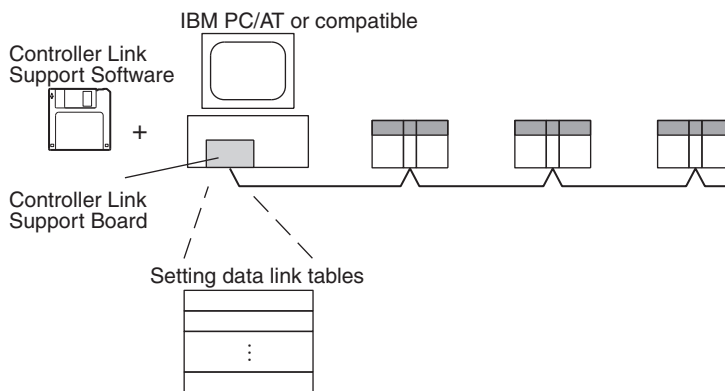 IBM PC/AT or compatible
Controller Link
Support Software
+
Controller Link
Support Board
Setting data link tables
⋮